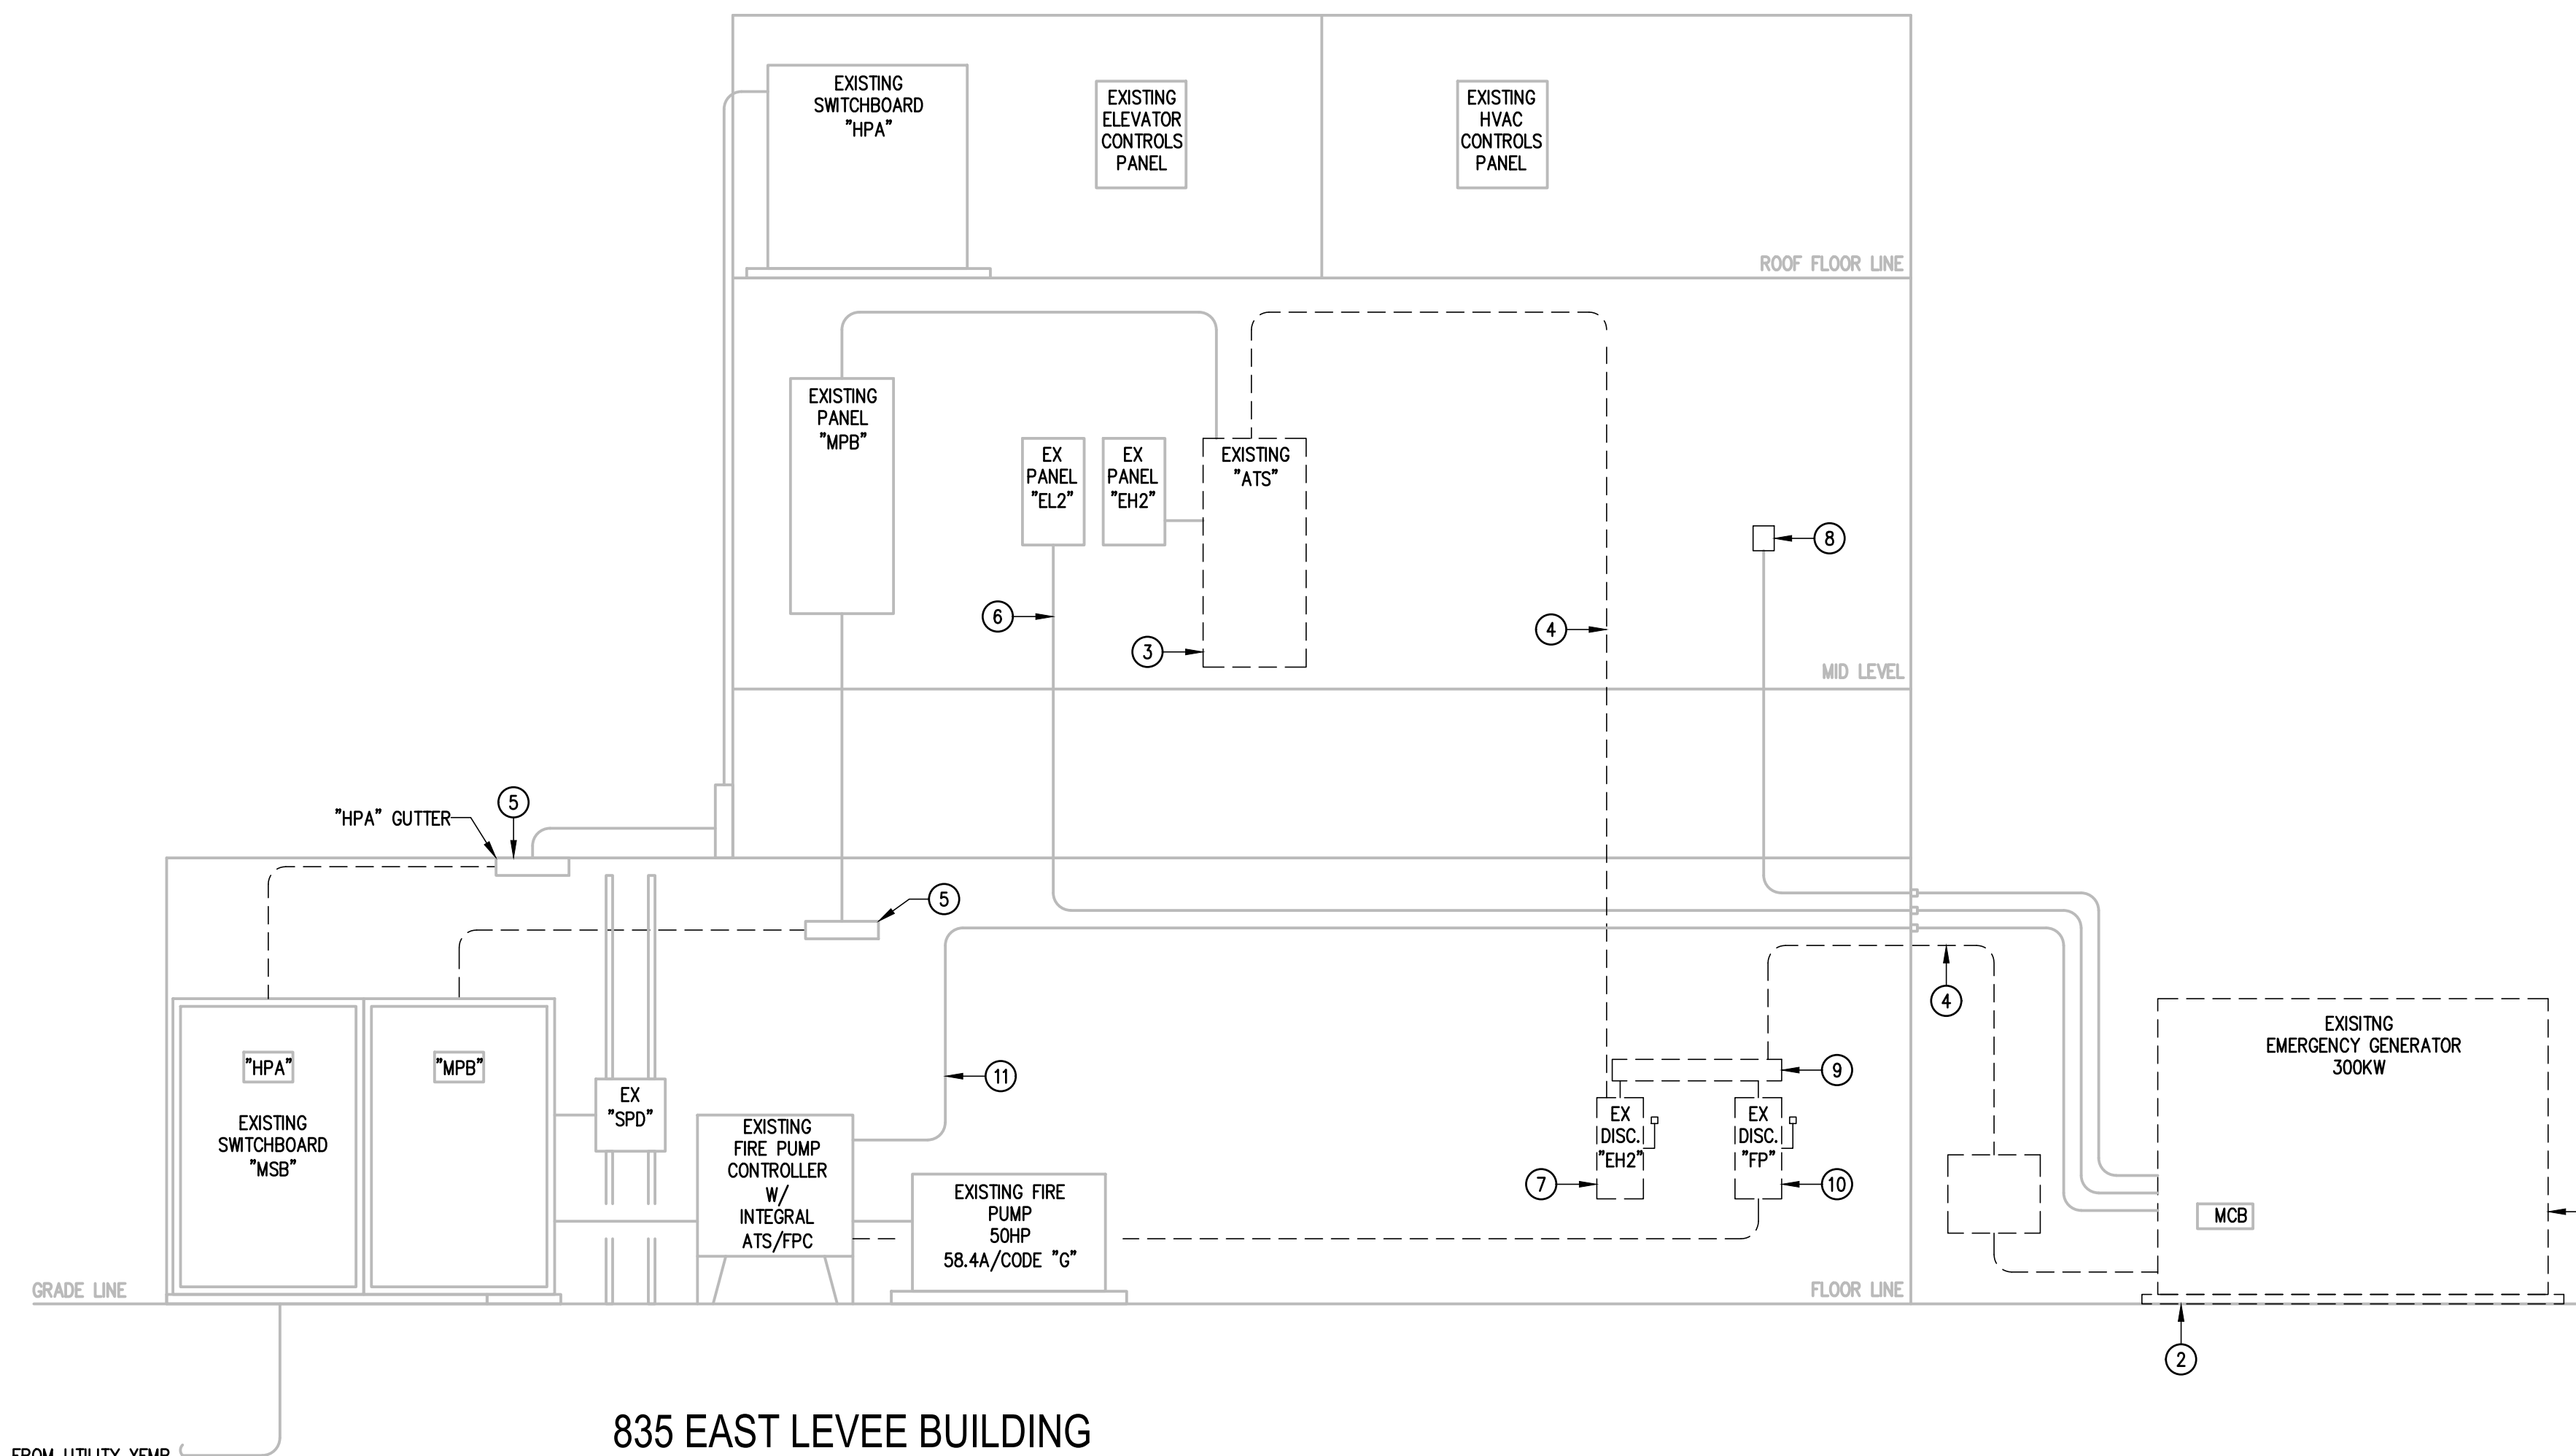 EXISTING
SWITCHBOARD
"HPA"
EXISTING
ELEVATOR
CONTROLS
PANEL
EXISTING
HVAC
CONTROLS
PANEL
ROOF FLOOR LINE
EXISTING
PANEL
"MPB"
EX
PANEL
"EL2"
EX
PANEL
"EH2"
EXISTING
"ATS"
8
6
4
3
MID LEVEL
5
"HPA" GUTTER
5
4
"HPA"
EXISTING
SWITCHBOARD
"MSB"
"MPB"
EX
"SPD"
11
EXISTING
FIRE PUMP
CONTROLLER
W/
INTEGRAL
ATS/FPC
EXISTING FIRE
PUMP
50HP
58.4A/CODE "G"
9
EX
DISC.
"EH2"
EX
DISC.
"FP"
7
10
EXISITNG
EMERGENCY GENERATOR
300KW
MCB
GRADE LINE
FLOOR LINE
2
835 EAST LEVEE BUILDING
FROM UTILITY XFMR